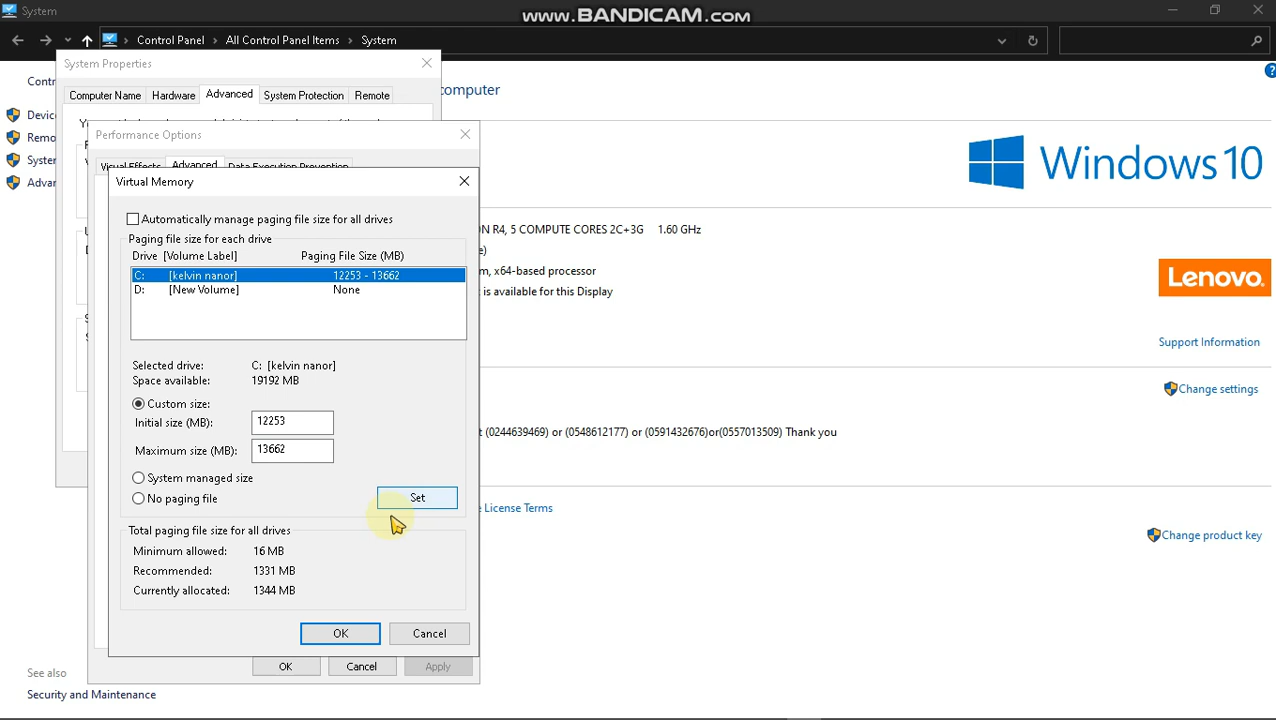 System
www.BANDICAM.com
Control Panel > All Control Panel Items > System
System Properties
Computer Name Hardware Advanced System Protection Remote
Performance Options
Visual Effects Advanced Data Execution Prevention
Virtual Memory
Automatically manage paging file size for all drives
Paging file size for each drive
Drive [Volume Label] Paging File Size (MB)
C: [kelvin nanor] 12253 - 13662
D: [New Volume] None
Selected drive: C: [kelvin nanor]
Space available: 19192 MB
Custom size:
Initial size (MB): 12253
Maximum size (MB): 13662
System managed size
No paging file
Set
Total paging file size for all drives
Minimum allowed: 16 MB
Recommended: 1331 MB
Currently allocated: 1344 MB
OK Cancel
OK Cancel Apply
computer
Windows 10
N R4, 5 COMPUTE CORES 2C+3G 1.60 GHz
x64-based processor
is available for this Display
Lenovo
Support Information
Change settings
(0244639469) or (0548612177) or (0591432676)or(0557013509) Thank you
License Terms
Change product key
See also
Security and Maintenance